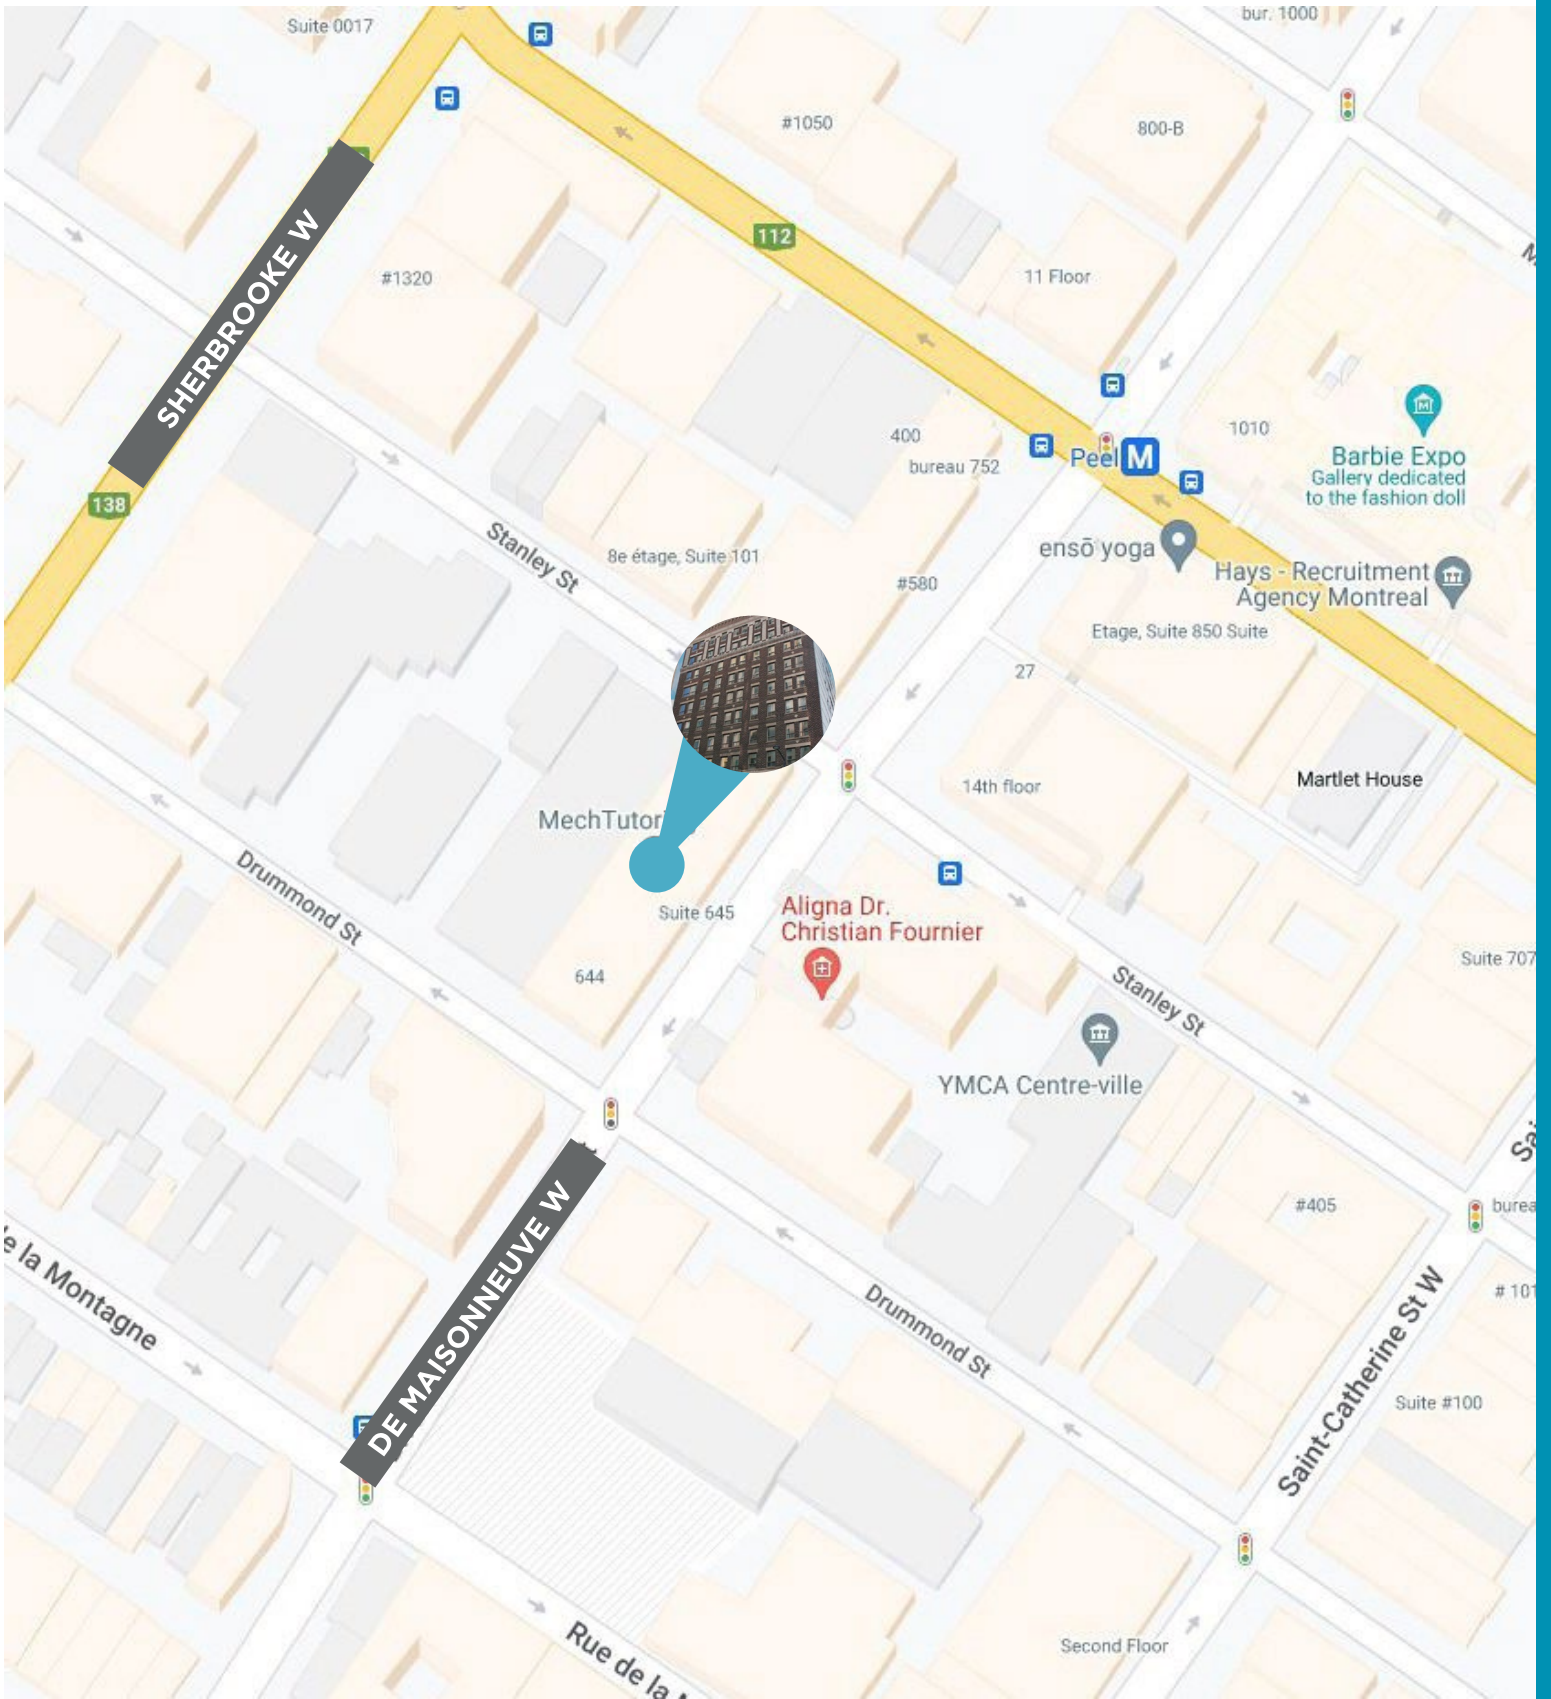 Suite 0017
bur. 1000
#1050
800-B
SHERBROOKE W
112
#1320
11 Floor
400
bureau 752
Peel M
1010
Barbie Expo
Gallery dedicated
to the fashion doll
138
Stanley St
8e étage, Suite 101
#580
ensō yoga
Hays - Recruitment
Agency Montreal
Etage, Suite 850 Suite
27
14th floor
Martlet House
MechTutori
Drummond St
Suite 645
Aligna Dr.
Christian Fournier
644
Suite 707
Stanley St
YMCA Centre-ville
#405
burea
e la Montagne
DE MAISONNEUVE W
Drummond St
# 101
Saint-Catherine St W
Suite #100
Second Floor
Rue de la